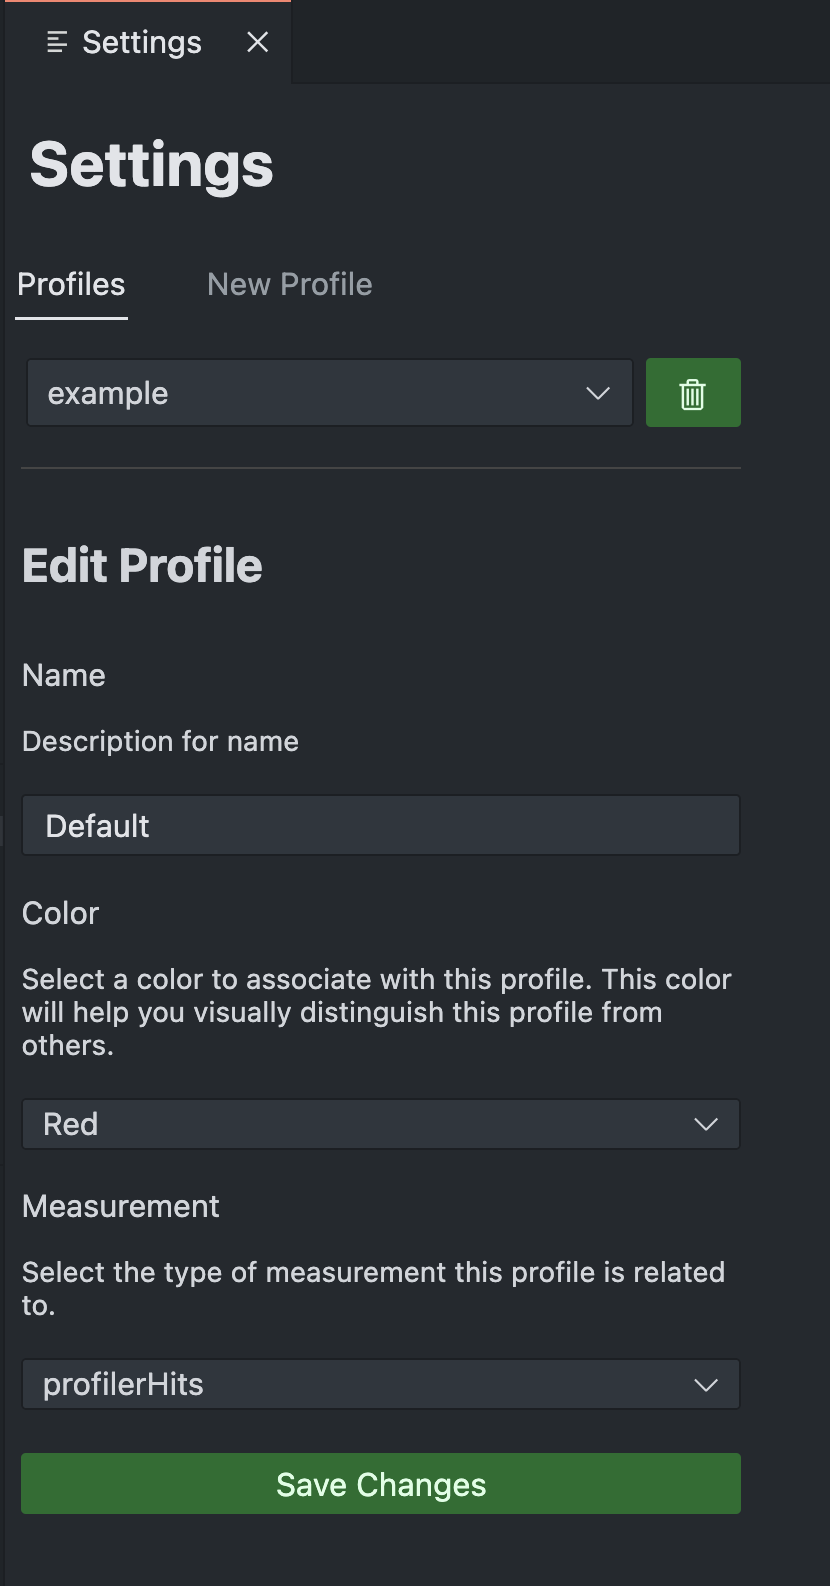 Settings
Settings
Profiles
New Profile
example
Edit Profile
Name
Description for name
Default
Color
Select a color to associate with this profile. This color
will help you visually distinguish this profile from
others.
Red
Measurement
Select the type of measurement this profile is related
to.
profilerHits
Save Changes